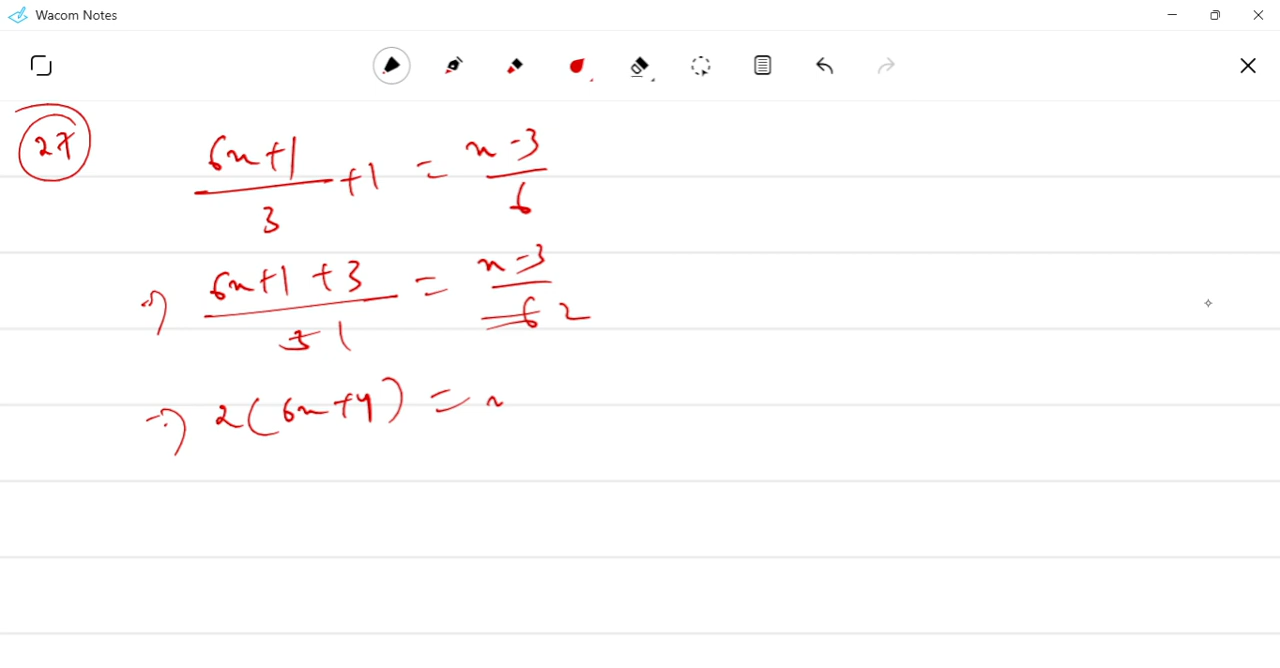 Wacom Notes
27
(6x+1)/3 + 1 = (x-3)/6
⇒ (6x+1+3)/3 1 = (x-3)/6 2
⇒ 2(6x+4) = x